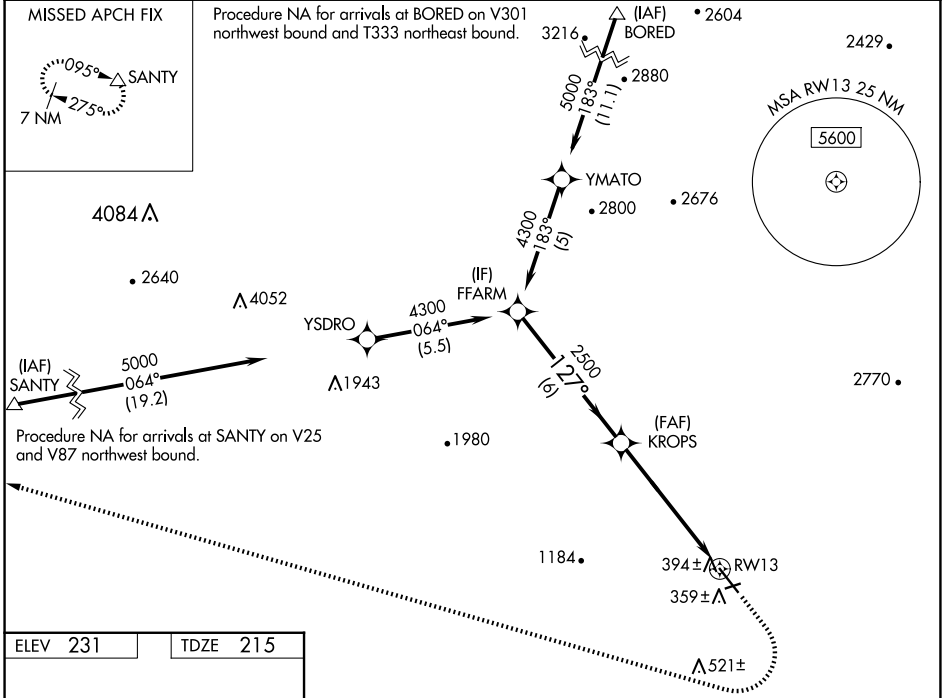 MISSED APCH FIX
095°
SANTY
275°
7 NM
Procedure NA for arrivals at BORED on V301
northwest bound and T333 northeast bound.
(IAF)
BORED
2604
3216
2429
2880
5000
183°
(11.1)
MSA RW13 25 NM
5600
YMATO
2676
2800
4084
4300
183°
(5)
2640
(IF)
FFARM
4052
YSDRO
4300
064°
(5.5)
(IAF)
SANTY
5000
064°
(19.2)
1943
2500
127°
(6)
2770
Procedure NA for arrivals at SANTY on V25
and V87 northwest bound.
1980
(FAF)
KROPS
1184
394±
RW13
359±
521±
ELEV 231
TDZE 215